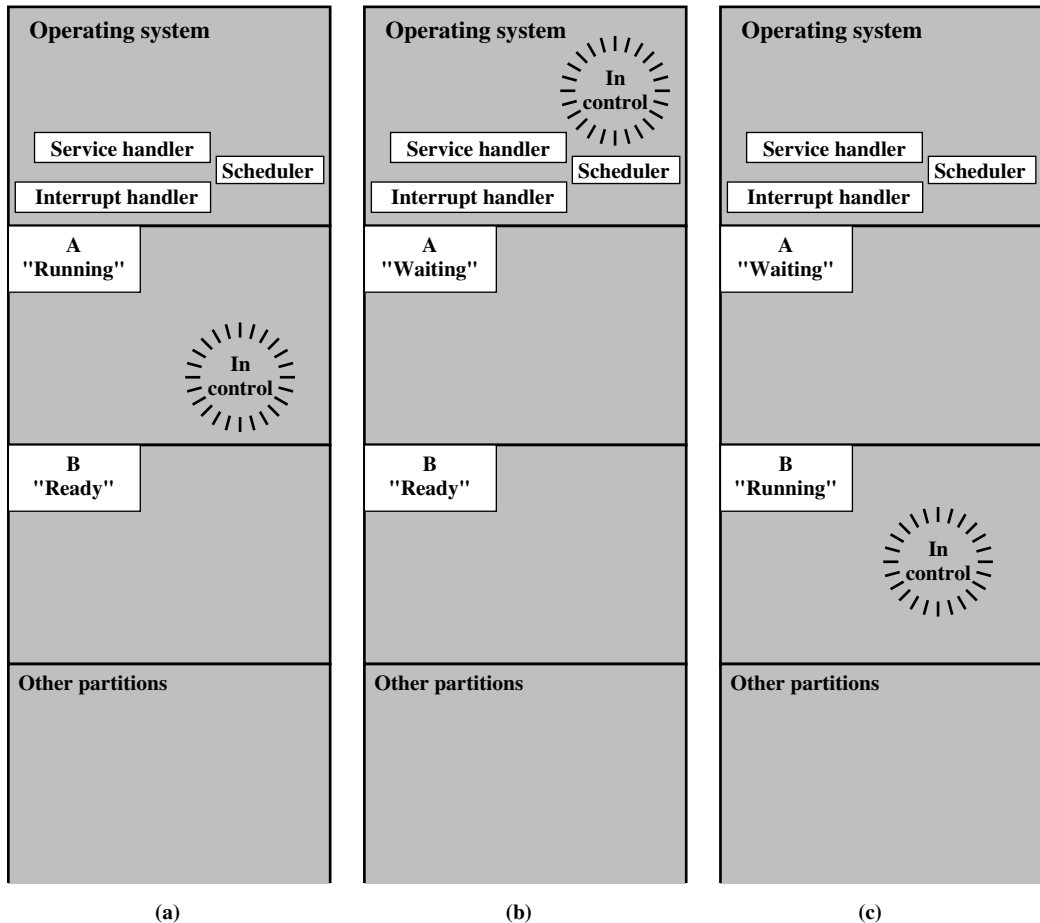 Operating system
In
control
Service handler
Scheduler
Interrupt handler
A
"Running"
In
control
B
"Ready"
Other partitions
(a)
Operating system
In
control
Service handler
Scheduler
Interrupt handler
A
"Waiting"
B
"Ready"
Other partitions
(b)
Operating system
Service handler
Scheduler
Interrupt handler
A
"Waiting"
B
"Running"
In
control
Other partitions
(c)